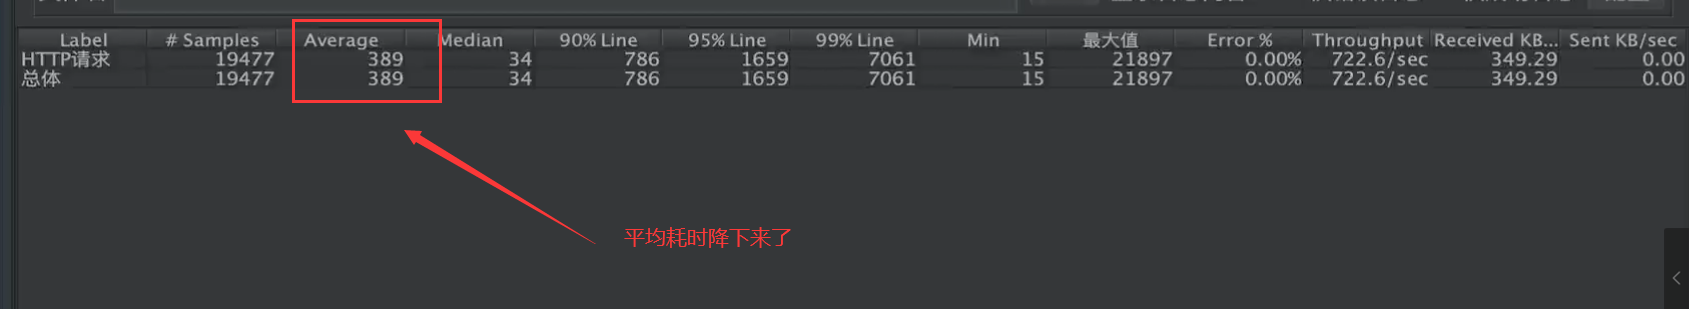 Label # Samples Average Median 90% Line 95% Line 99% Line Min 最大值 Error % Throughput Received KB... Sent KB/sec
HTTP请求 19477 389 34 786 1659 7061 15 21897 0.00% 722.6/sec 349.29 0.00
总体 19477 389 34 786 1659 7061 15 21897 0.00% 722.6/sec 349.29 0.00
平均耗时降下来了